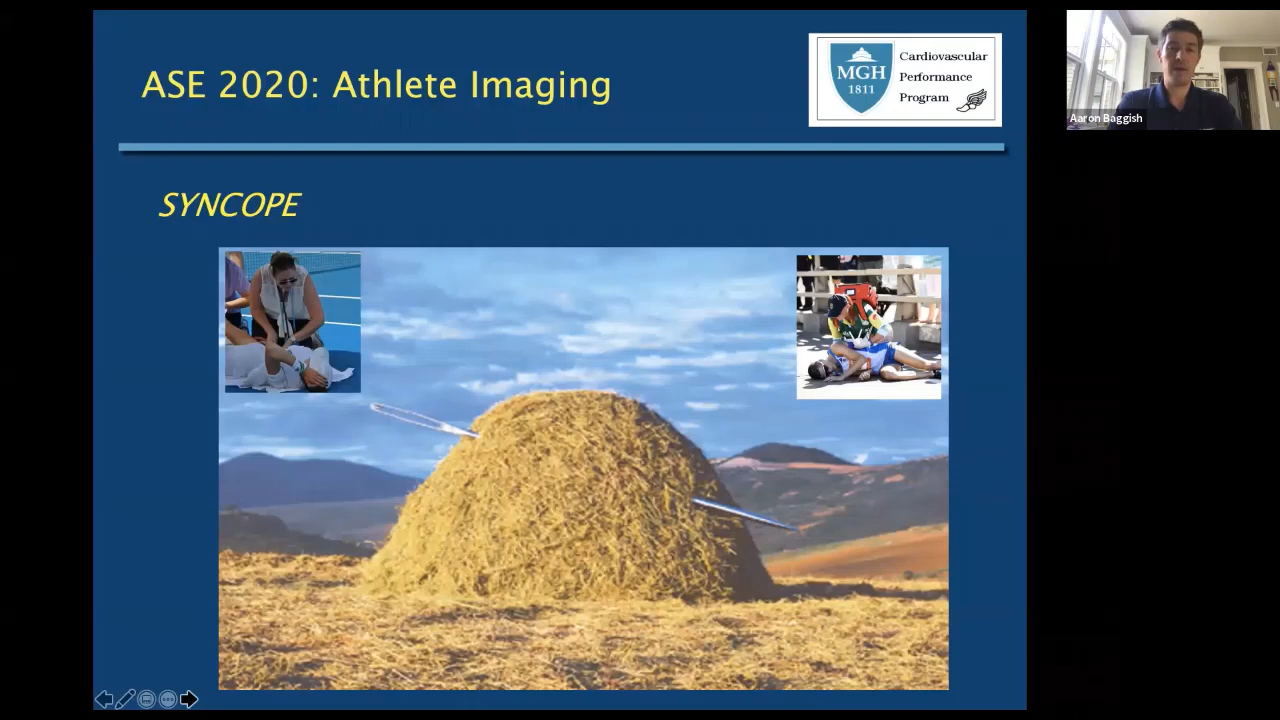 ASE 2020: Athlete Imaging
MGH
1811
Cardiovascular
Performance
Program
Aaron Baggish
SYNCOPE